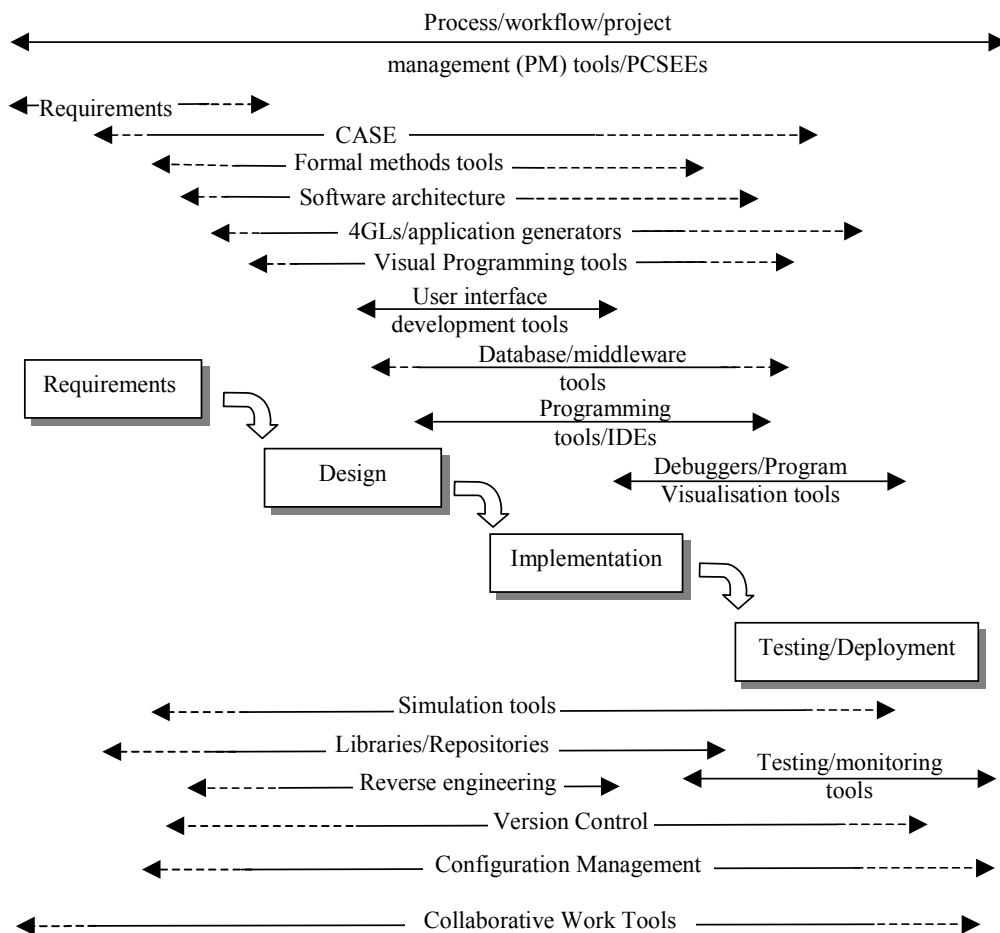 Process/workflow/project
management (PM) tools/PCSEEs
Requirements
CASE
Formal methods tools
Software architecture
4GLs/application generators
Visual Programming tools
User interface
development tools
Database/middleware
tools
Requirements
Programming
tools/IDEs
Design
Debuggers/Program
Visualisation tools
Implementation
Testing/Deployment
Simulation tools
Libraries/Repositories
Testing/monitoring
tools
Reverse engineering
Version Control
Configuration Management
Collaborative Work Tools